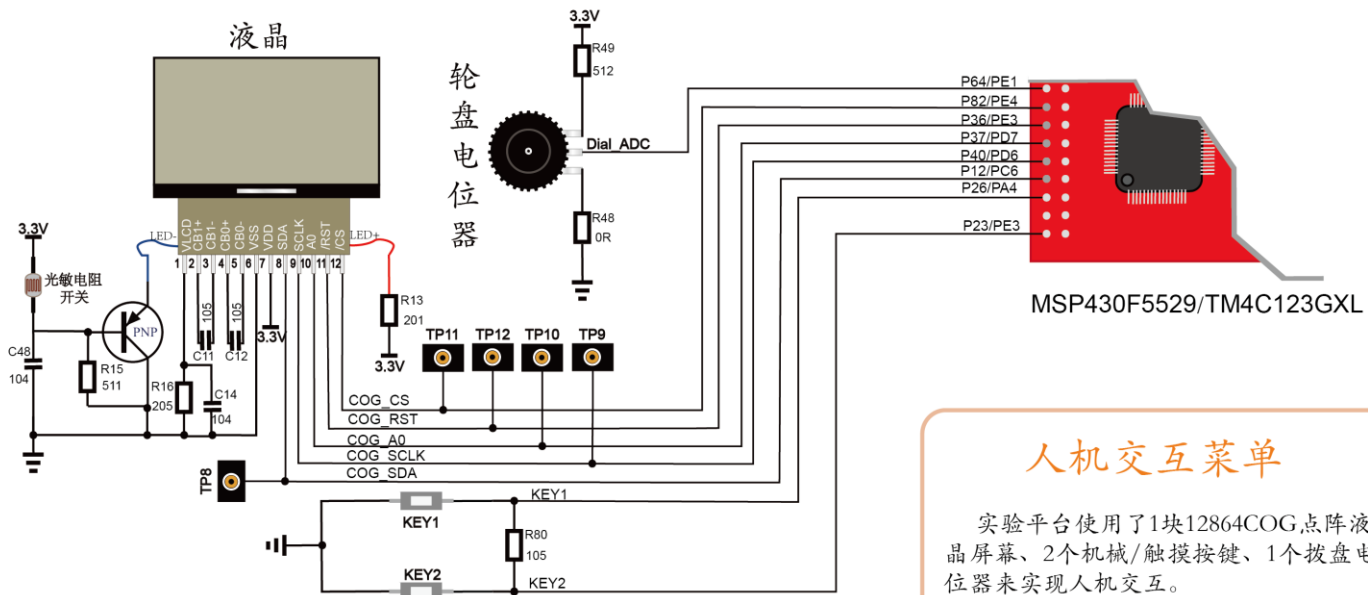 液晶
轮盘电位器
3.3V
R49
512
Dial_ADC
R48
0R
P64/PE1
P82/PE4
P36/PE3
P37/PD7
P40/PD6
P12/PC6
P26/PA4
P23/PE3
MSP430F5529/TM4C123GXL
LED-
VLCD
CB1+
CB1-
CB0+
CB0-
VSS
VDD
SDA
SCLK
A0
/RST
/CS
LED+
1 2 3 4 5 6 7 8 9 10 11 12
3.3V
光敏电阻
开关
PNP
C48
104
R15
511
R16
205
C14
104
105
C11
105
C12
3.3V
R13
201
3.3V
TP11
TP12
TP10
TP9
COG_CS
COG_RST
COG_A0
COG_SCLK
COG_SDA
TP8
KEY1
KEY1
R80
105
KEY2
KEY2
人机交互菜单
实验平台使用了1块12864COG点阵液
晶屏幕、2个机械/触摸按键、1个拨盘电
位器来实现人机交互。